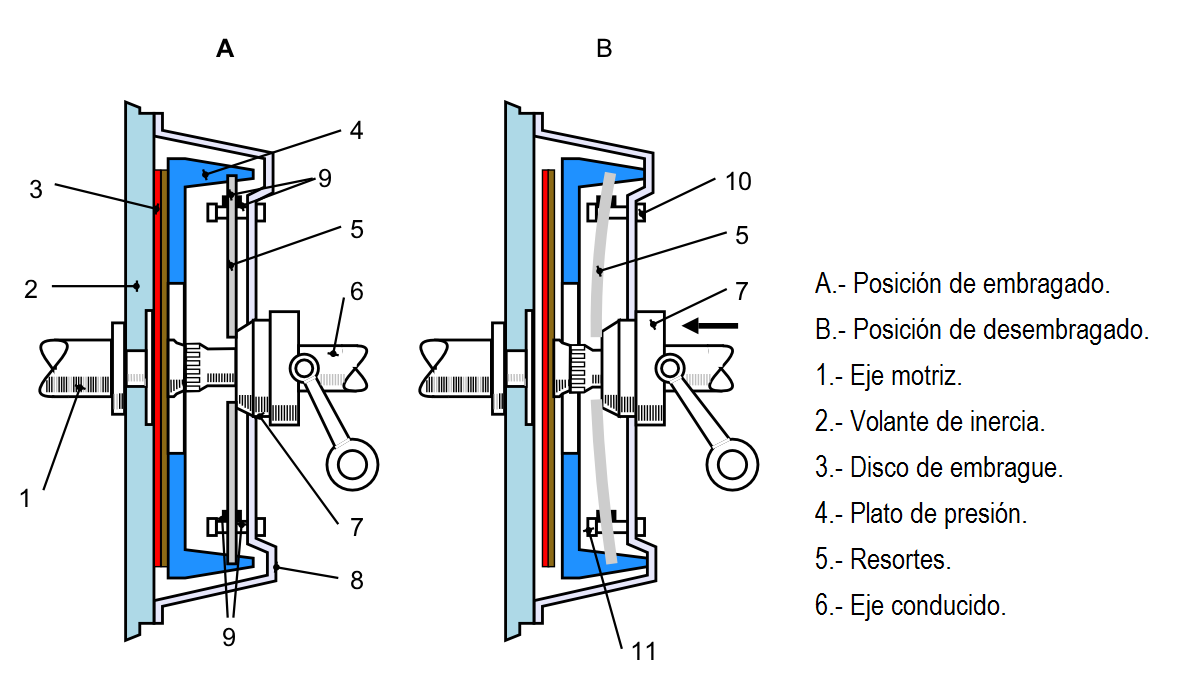 A
B
4
9
3
5
2
6
1
7
8
9
10
5
7
11
A.- Posición de embragado.
B.- Posición de desembragado.
1.- Eje motriz.
2.- Volante de inercia.
3.- Disco de embrague.
4.- Plato de presión.
5.- Resortes.
6.- Eje conducido.